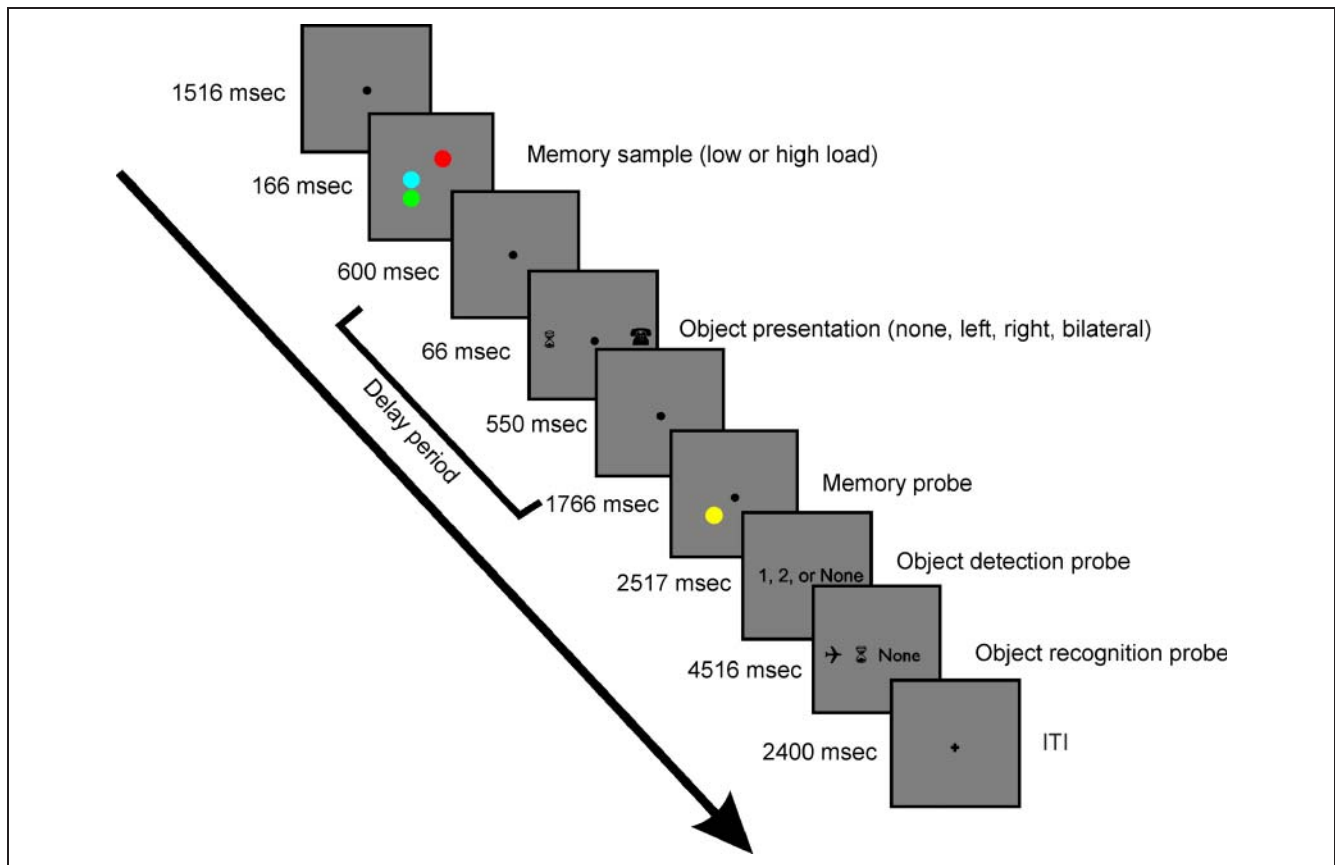 1516 msec
Memory sample (low or high load)
166 msec
600 msec
Object presentation (none, left, right, bilateral)
66 msec
Delay period
550 msec
Memory probe
1766 msec
Object detection probe
1, 2, or None
2517 msec
Object recognition probe
None
4516 msec
ITI
2400 msec